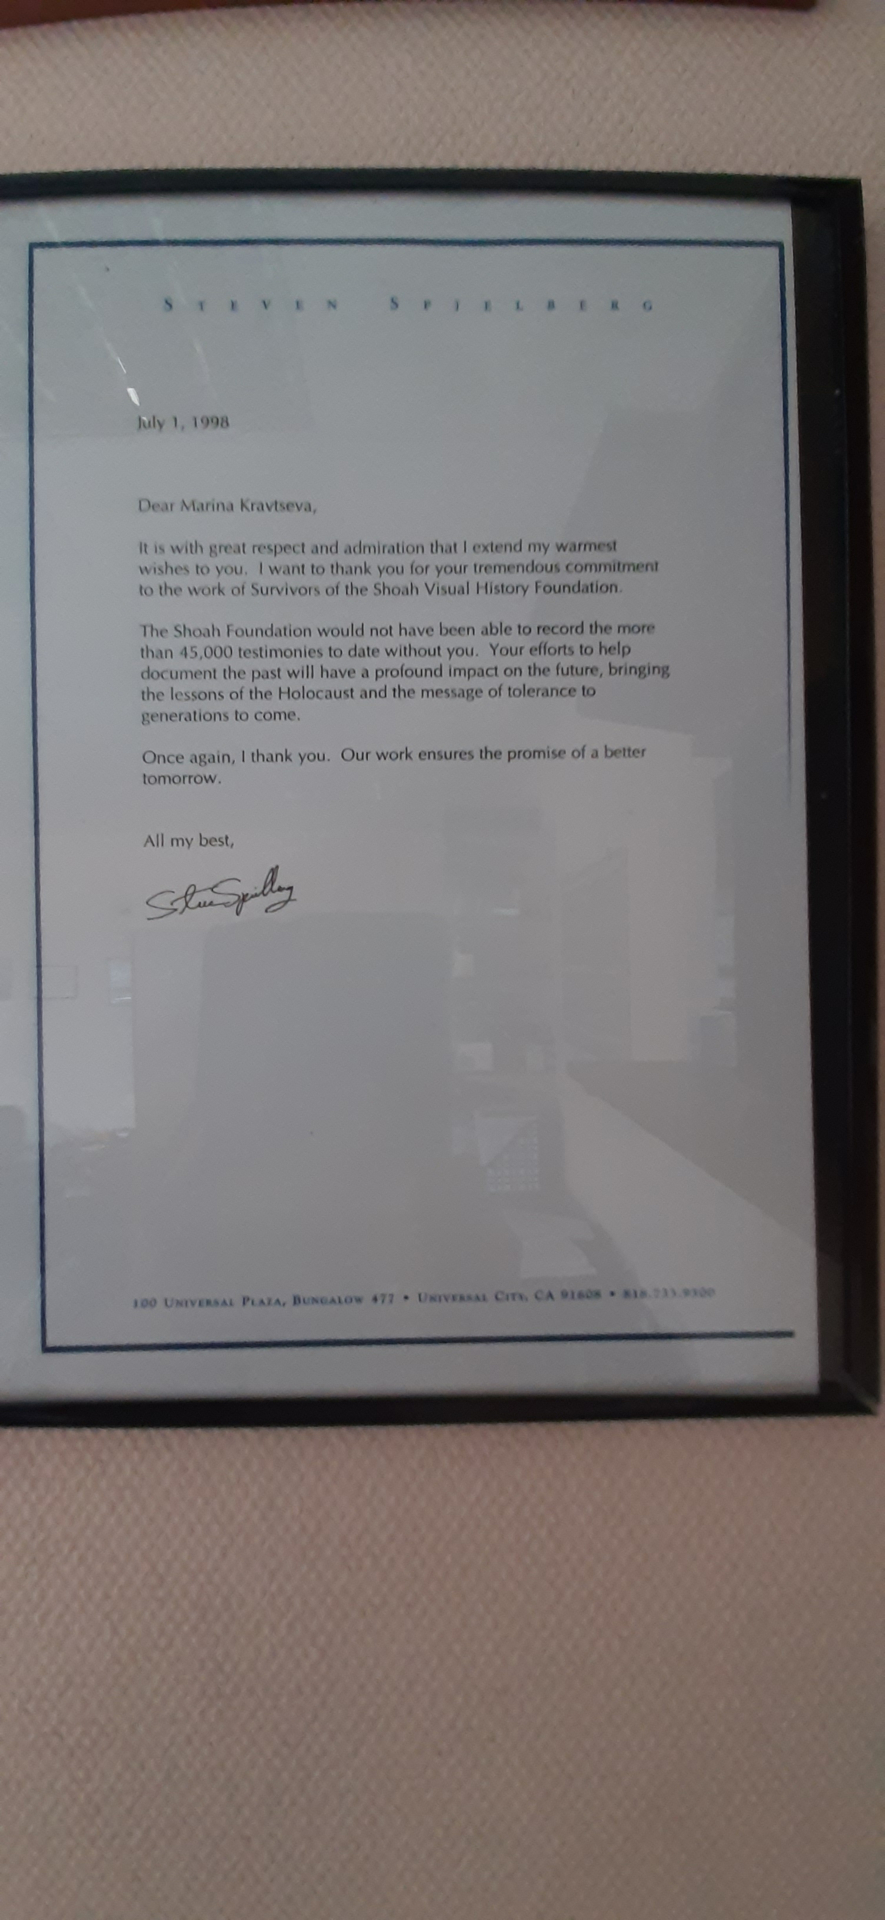 STEVEN SPIELBERG
July 1, 1998
Dear Marina Kravtseva,
It is with great respect and admiration that I extend my warmest
wishes to you. I want to thank you for your tremendous commitment
to the work of Survivors of the Shoah Visual History Foundation.
The Shoah Foundation would not have been able to record the more
than 45,000 testimonies to date without you. Your efforts to help
document the past will have a profound impact on the future, bringing
the lessons of the Holocaust and the message of tolerance to
generations to come.
Once again, I thank you. Our work ensures the promise of a better
tomorrow.
All my best,
Steven Spielberg
100 UNIVERSAL PLAZA, BUNGALOW 477 • UNIVERSAL CITY, CA 91608 •